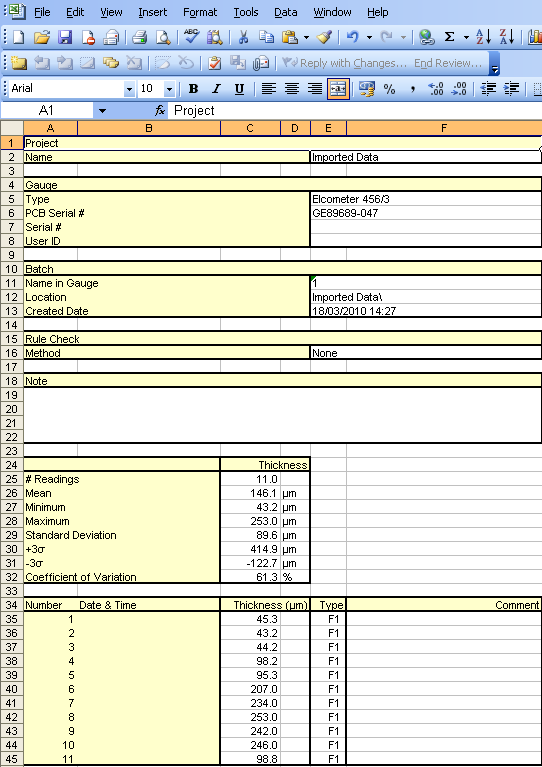 File Edit View Insert Format Tools Data Window Help
Reply with Changes... End Review...
Arial 10 B I U % ,
A1 fx Project
A B C D E F
1 Project
2 Name Imported Data
3
4 Gauge
5 Type Elcometer 456/3
6 PCB Serial # GE89689-047
7 Serial #
8 User ID
9
10 Batch
11 Name in Gauge 1
12 Location Imported Data\
13 Created Date 18/03/2010 14:27
14
15 Rule Check
16 Method None
17
18 Note
19
20
21
22
23
24 Thickness
25 # Readings 11.0
26 Mean 146.1 µm
27 Minimum 43.2 µm
28 Maximum 253.0 µm
29 Standard Deviation 89.6 µm
30 +3σ 414.9 µm
31 -3σ -122.7 µm
32 Coefficient of Variation 61.3 %
33
34 Number Date & Time Thickness (µm) Type Comment
35 1 45.3 F1
36 2 43.2 F1
37 3 44.2 F1
38 4 98.2 F1
39 5 95.3 F1
40 6 207.0 F1
41 7 234.0 F1
42 8 253.0 F1
43 9 242.0 F1
44 10 246.0 F1
45 11 98.8 F1